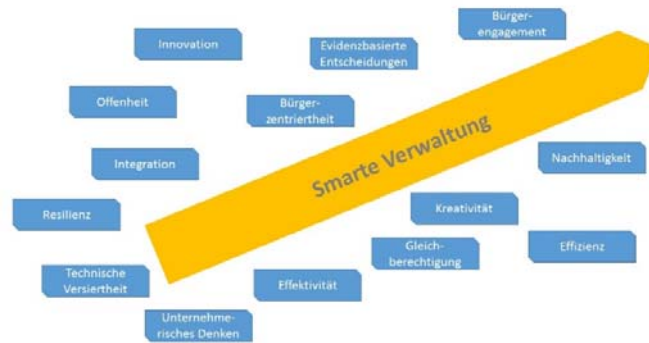 Bürger-
engagement
Innovation
Evidenzbasierte
Entscheidungen
Offenheit
Bürger-
zentriertheit
Smarte Verwaltung
Integration
Nachhaltigkeit
Resilienz
Kreativität
Gleich-
berechtigung
Effizienz
Technische
Versiertheit
Effektivität
Unternehme-
risches Denken